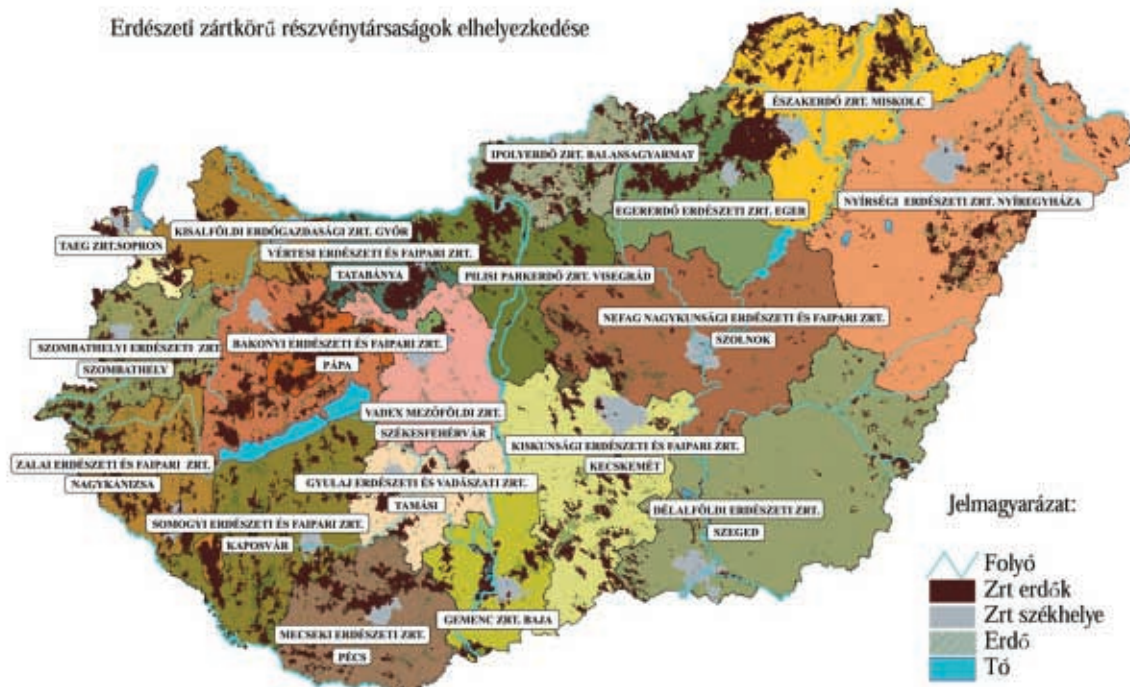 Erdészeti zártkörű részvénytársaságok elhelyezkedése
ÉSZAKERDŐ ZRT. MISKOLC
IPOLYERDŐ ZRT. BALASSAGYARMAT
NYÍRSÉGI ERDÉSZETI ZRT. NYÍREGYHÁZA
EGERERDŐ ERDÉSZETI ZRT. EGER
KISALFÖLDI ERDŐGAZDASÁGI ZRT. GYŐR
TAEG ZRT.SOPRON
VÉRTESI ERDÉSZETI ÉS FAIPARI ZRT.
TATABÁNYA
PILISI PARKERDŐ ZRT. VISEGRÁD
NEFAG NAGYKUNSÁGI ERDÉSZETI ÉS FAIPARI ZRT.
SZOLNOK
SZOMBATHELYI ERDÉSZETI ZRT.
SZOMBATHELY
BAKONYI ERDÉSZETI ÉS FAIPARI ZRT.
PÁPA
VADEX MEZŐFÖLDI ZRT.
SZÉKESFEHÉRVÁR
KISKUNSÁGI ERDÉSZETI ÉS FAIPARI ZRT.
KECSKEMÉT
ZALAI ERDÉSZETI ÉS FAIPARI ZRT.
NAGYKANIZSA
GYULAJ ERDÉSZETI ÉS VADÁSZATI ZRT.
TAMÁSI
DÉLALFÖLDI ERDÉSZETI ZRT.
SZEGED
SOMOGYI ERDÉSZETI ÉS FAIPARI ZRT.
KAPOSVÁR
GEMENC ZRT. BAJA
MECSEKI ERDÉSZETI ZRT.
PÉCS
Jelmagyarázat:
Folyó
Zrt erdők
Zrt székhelye
Erdő
Tó